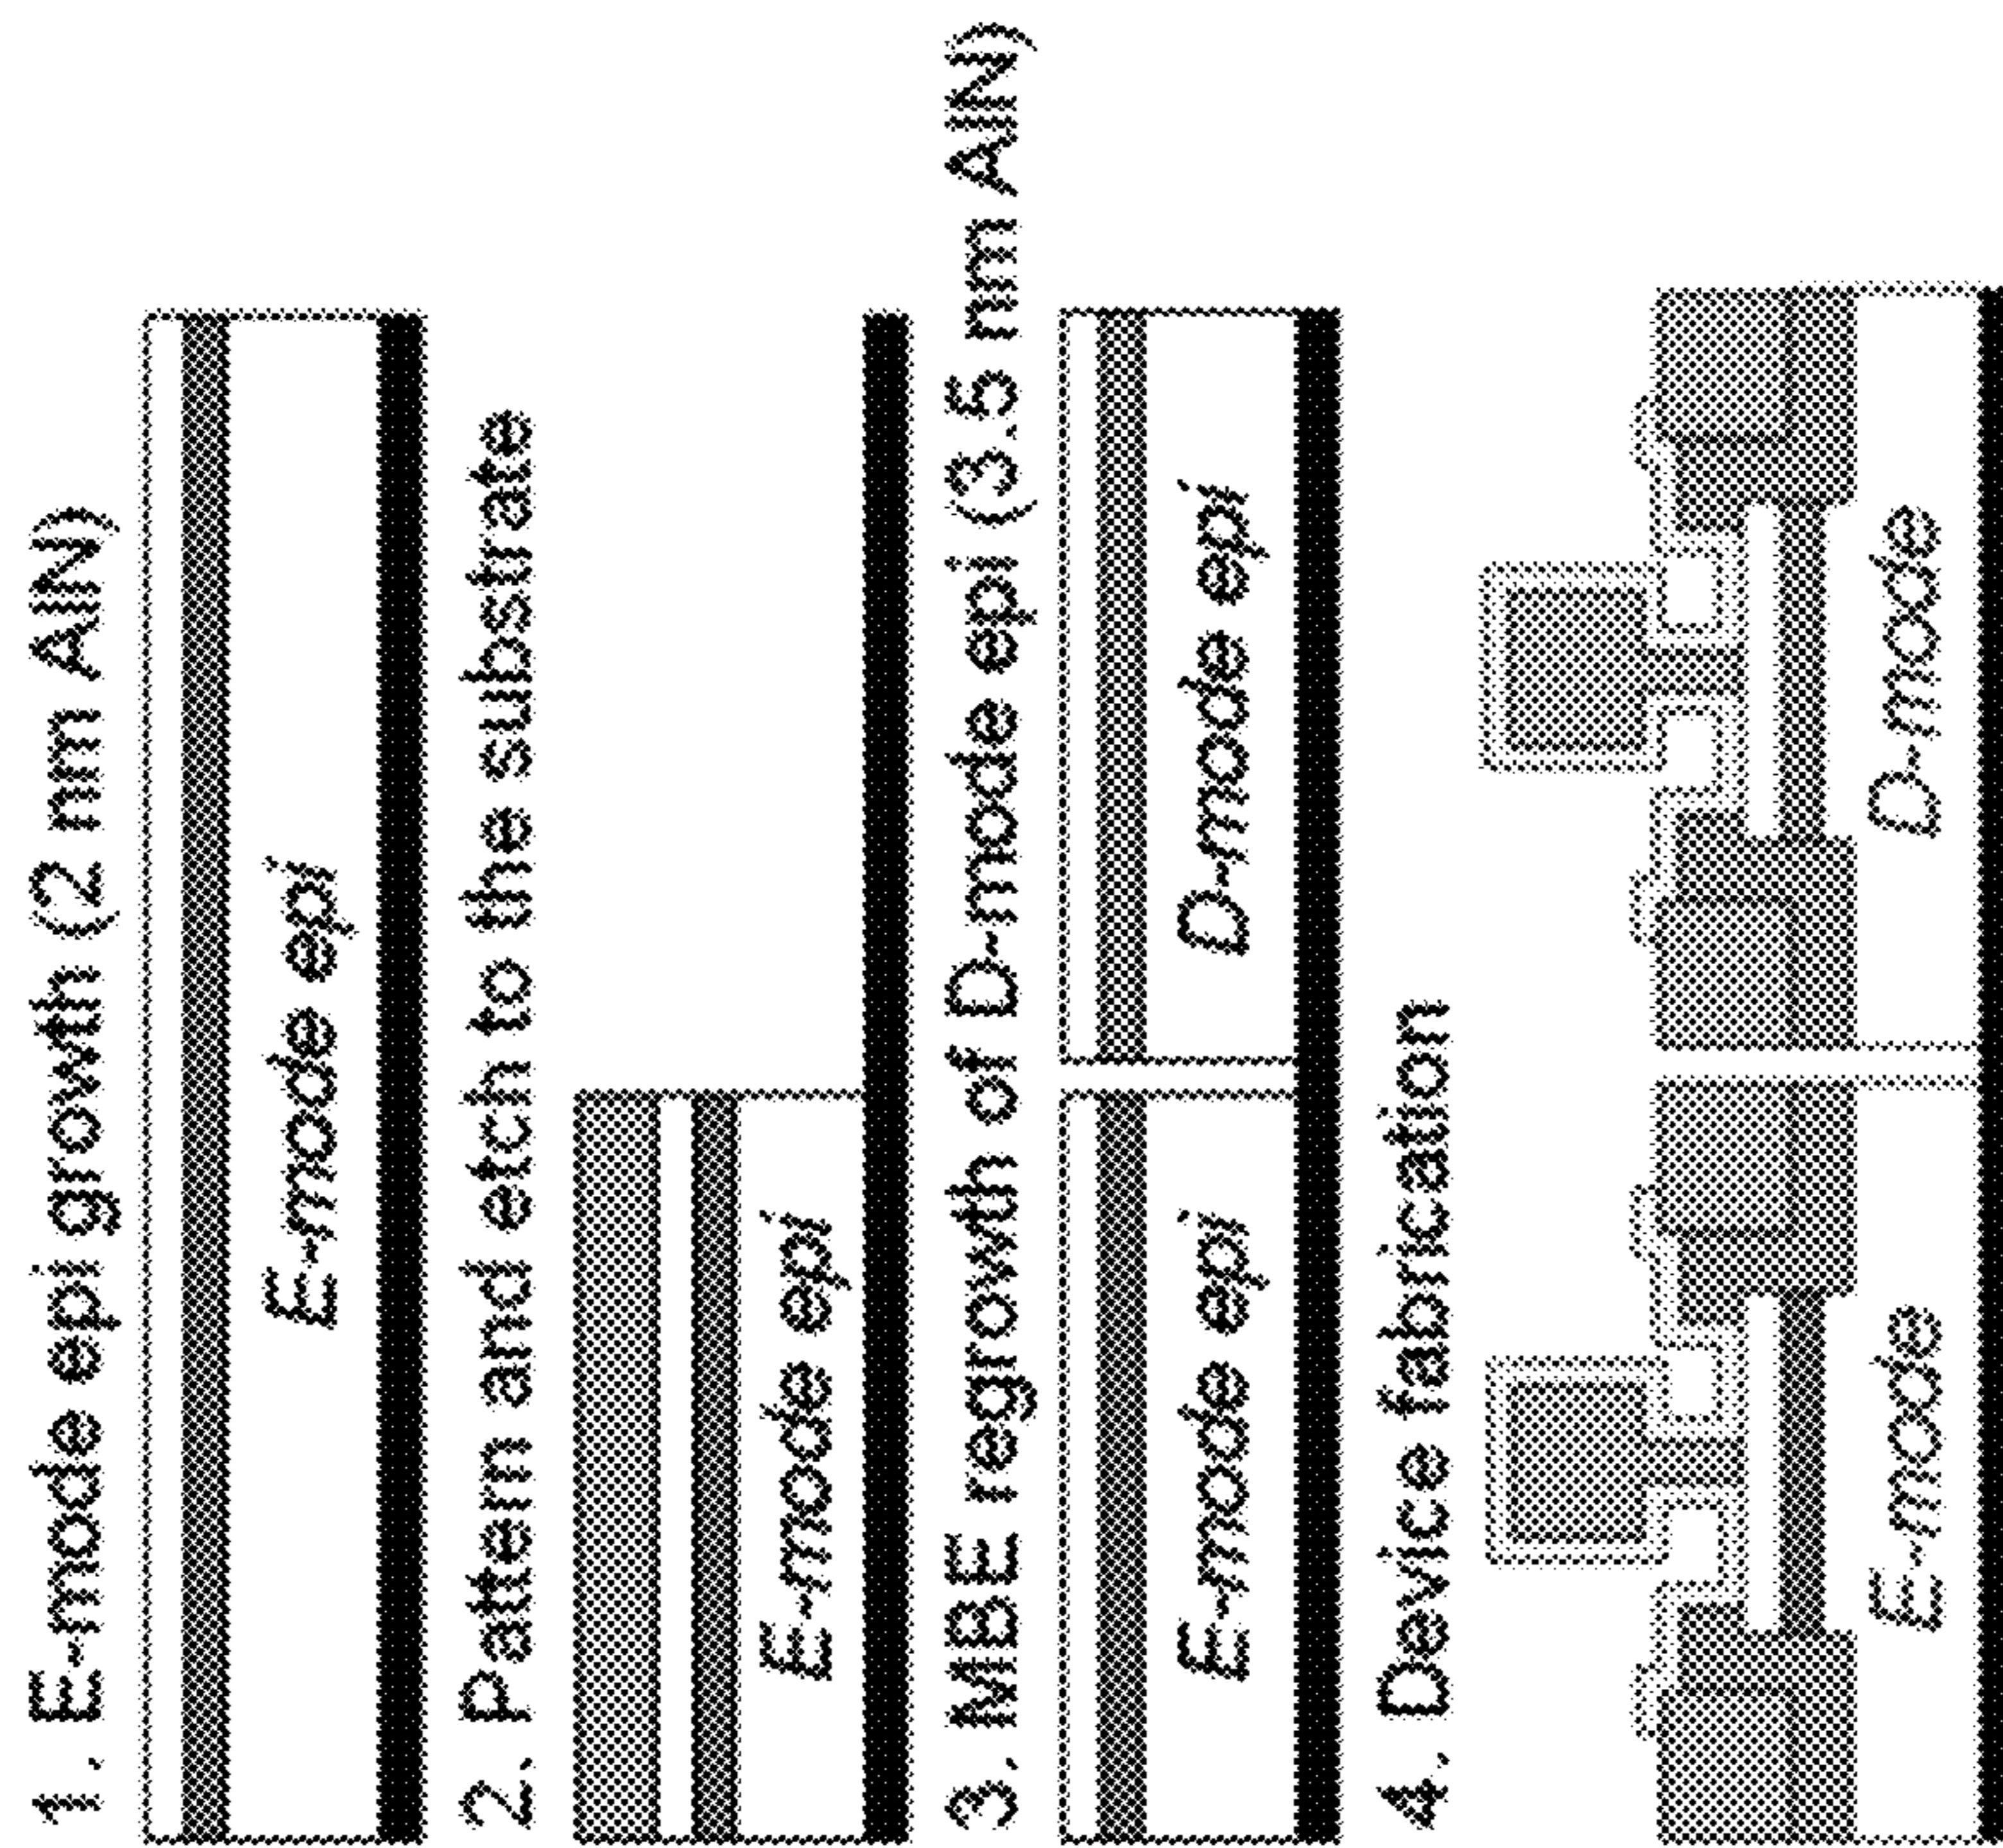 1. E-mode epi growth (2 nm AlN)
E-mode epi
2. Pattern and etch to the substrate
E-mode epi
3. MBE regrowth of D-mode epi (3.5 nm AlN)
E-mode epi
D-mode epi
4. Device fabrication
E-mode
D-mode